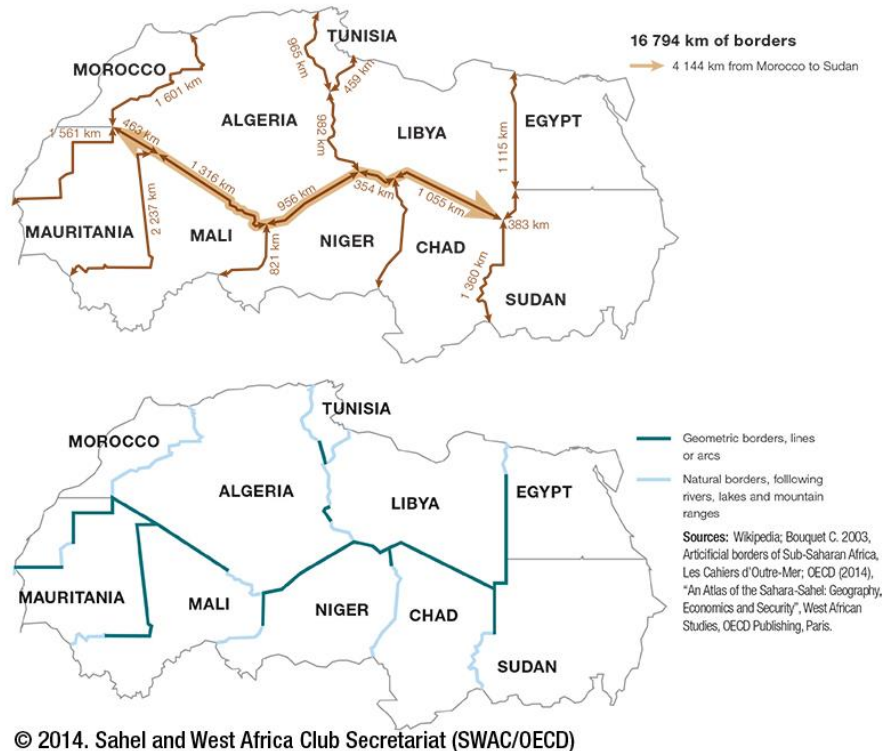 16 794 km of borders
4 144 km from Morocco to Sudan
TUNISIA
MOROCCO
965 km
459 km
1 601 km
ALGERIA
982 km
LIBYA
EGYPT
1 115 km
1 561 km
463 km
1 316 km
956 km
354 km
1 055 km
MAURITANIA
2 237 km
MALI
821 km
NIGER
CHAD
383 km
1 360 km
SUDAN
TUNISIA
MOROCCO
ALGERIA
LIBYA
EGYPT
MAURITANIA
MALI
NIGER
CHAD
SUDAN
Geometric borders, lines
or arcs
Natural borders, folllowing
rivers, lakes and mountain
ranges
Sources: Wikipedia; Bouquet C. 2003,
Articificial borders of Sub-Saharan Africa,
Les Cahiers d'Outre-Mer; OECD (2014),
“An Atlas of the Sahara-Sahel: Geography,
Economics and Security”, West African
Studies, OECD Publishing, Paris.
© 2014. Sahel and West Africa Club Secretariat (SWAC/OECD)